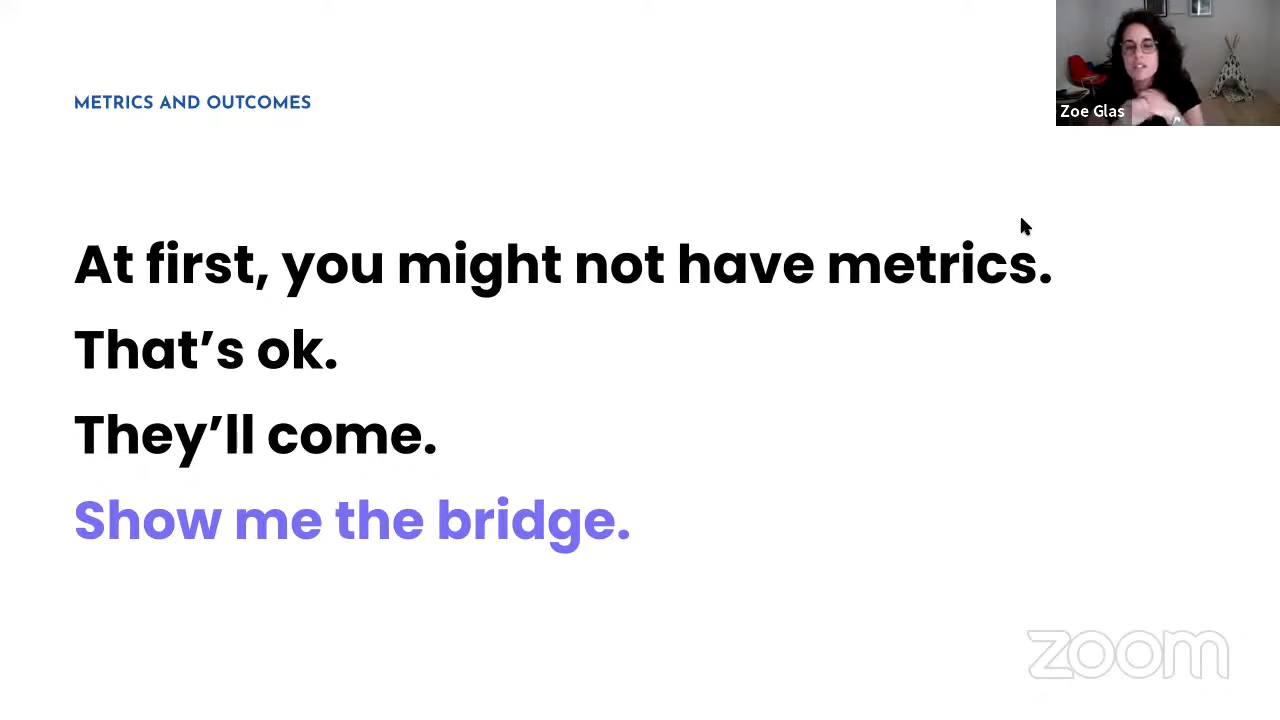 METRICS AND OUTCOMES
Zoe Glas
At first, you might not have metrics.
That’s ok.
They’ll come.
Show me the bridge.
zoom